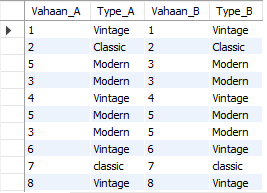 Vahaan_A Type_A Vahaan_B Type_B
1 Vintage 1 Vintage
2 Classic 2 Classic
5 Modern 3 Modern
3 Modern 3 Modern
4 Vintage 4 Vintage
5 Modern 5 Modern
3 Modern 5 Modern
6 Vintage 6 Vintage
7 classic 7 classic
8 Vintage 8 Vintage